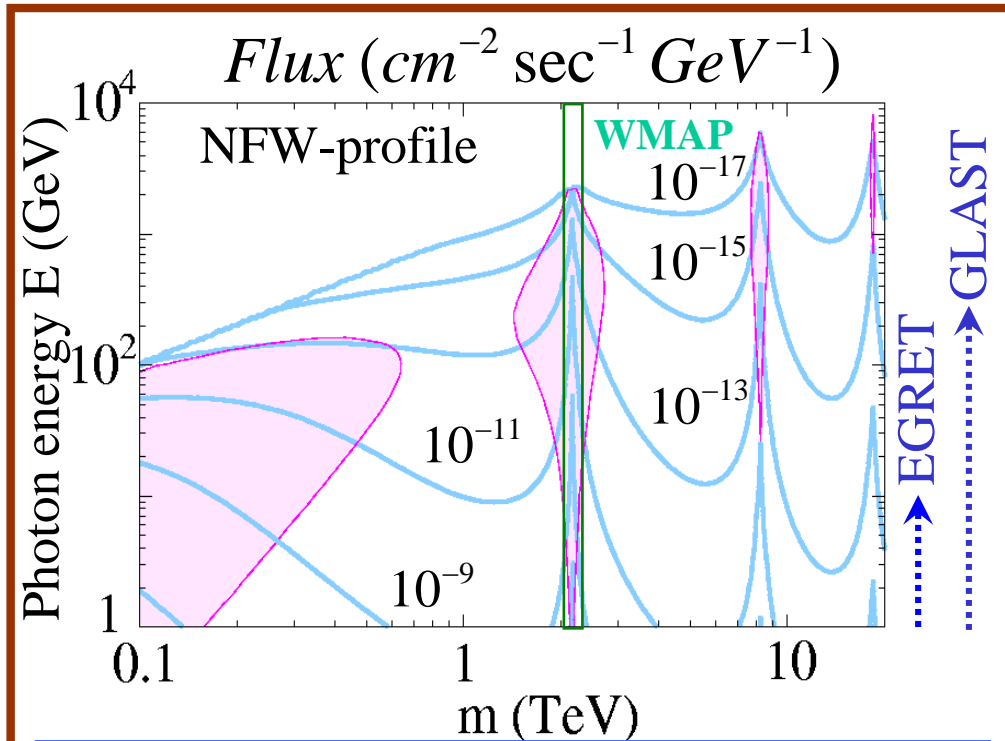 Flux (cm⁻² sec⁻¹ GeV⁻¹)
10⁴
NFW-profile
WMAP
10⁻¹⁷
10⁻¹⁵
10²
10⁻¹³
10⁻¹¹
10⁻⁹
1
Photon energy E (GeV)
0.1
1
10
m (TeV)
EGRET
GLAST